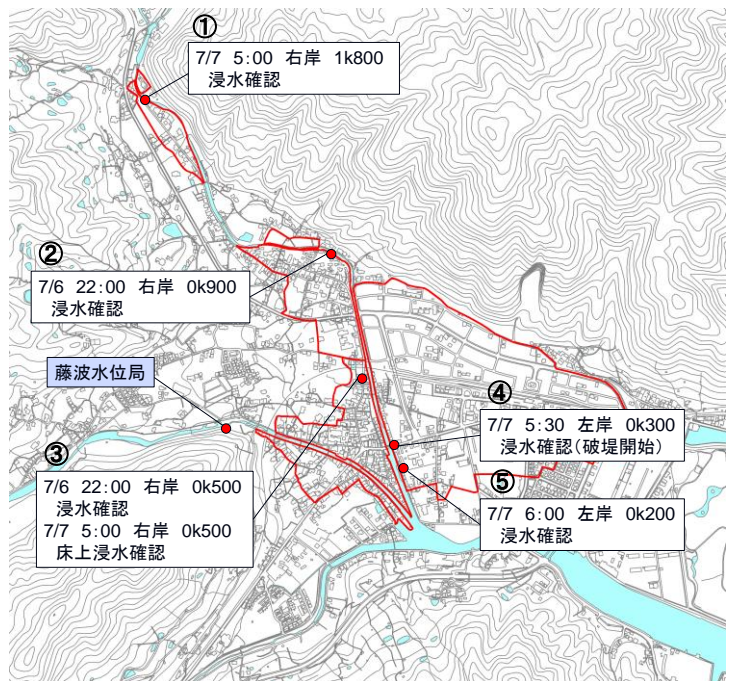 ①
7/7 5:00 右岸 1k800
浸水確認
②
7/6 22:00 右岸 0k900
浸水確認
藤波水位局
③
7/6 22:00 右岸 0k500
浸水確認
7/7 5:00 右岸 0k500
床上浸水確認
④
7/7 5:30 左岸 0k300
浸水確認(破堤開始)
⑤
7/7 6:00 左岸 0k200
浸水確認